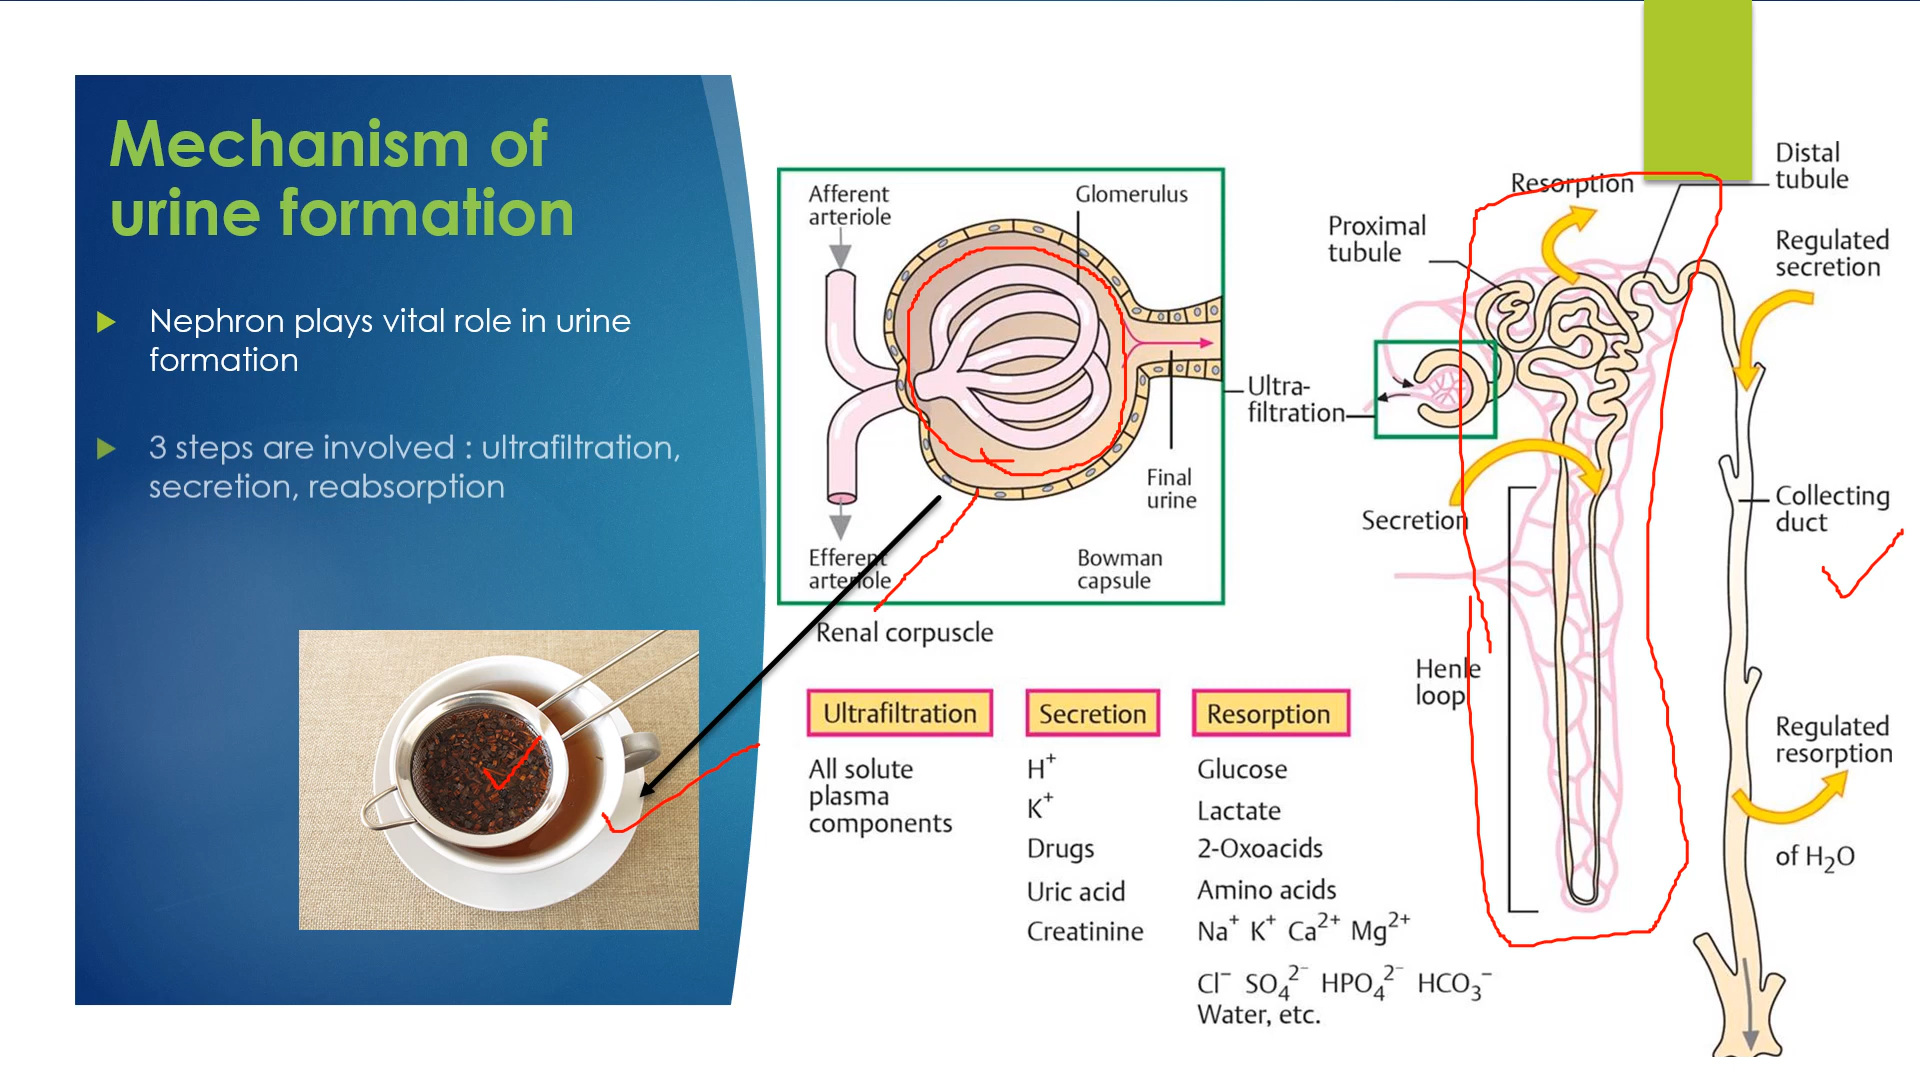 Mechanism of
urine formation
Nephron plays vital role in urine
formation
3 steps are involved : ultrafiltration,
secretion, reabsorption
Afferent
arteriole
Glomerulus
Final
urine
Efferent
arteriole
Bowman
capsule
Renal corpuscle
Ultra-
filtration
Proximal
tubule
Resorption
Distal
tubule
Regulated
secretion
Secretion
Collecting
duct
Henle
loop
Regulated
resorption
of H₂O
Ultrafiltration
All solute
plasma
components
Secretion
H⁺
K⁺
Drugs
Uric acid
Creatinine
Resorption
Glucose
Lactate
2-Oxoacids
Amino acids
Na⁺ K⁺ Ca²⁺ Mg²⁺
Cl⁻ SO₄²⁻ HPO₄²⁻ HCO₃⁻
Water, etc.